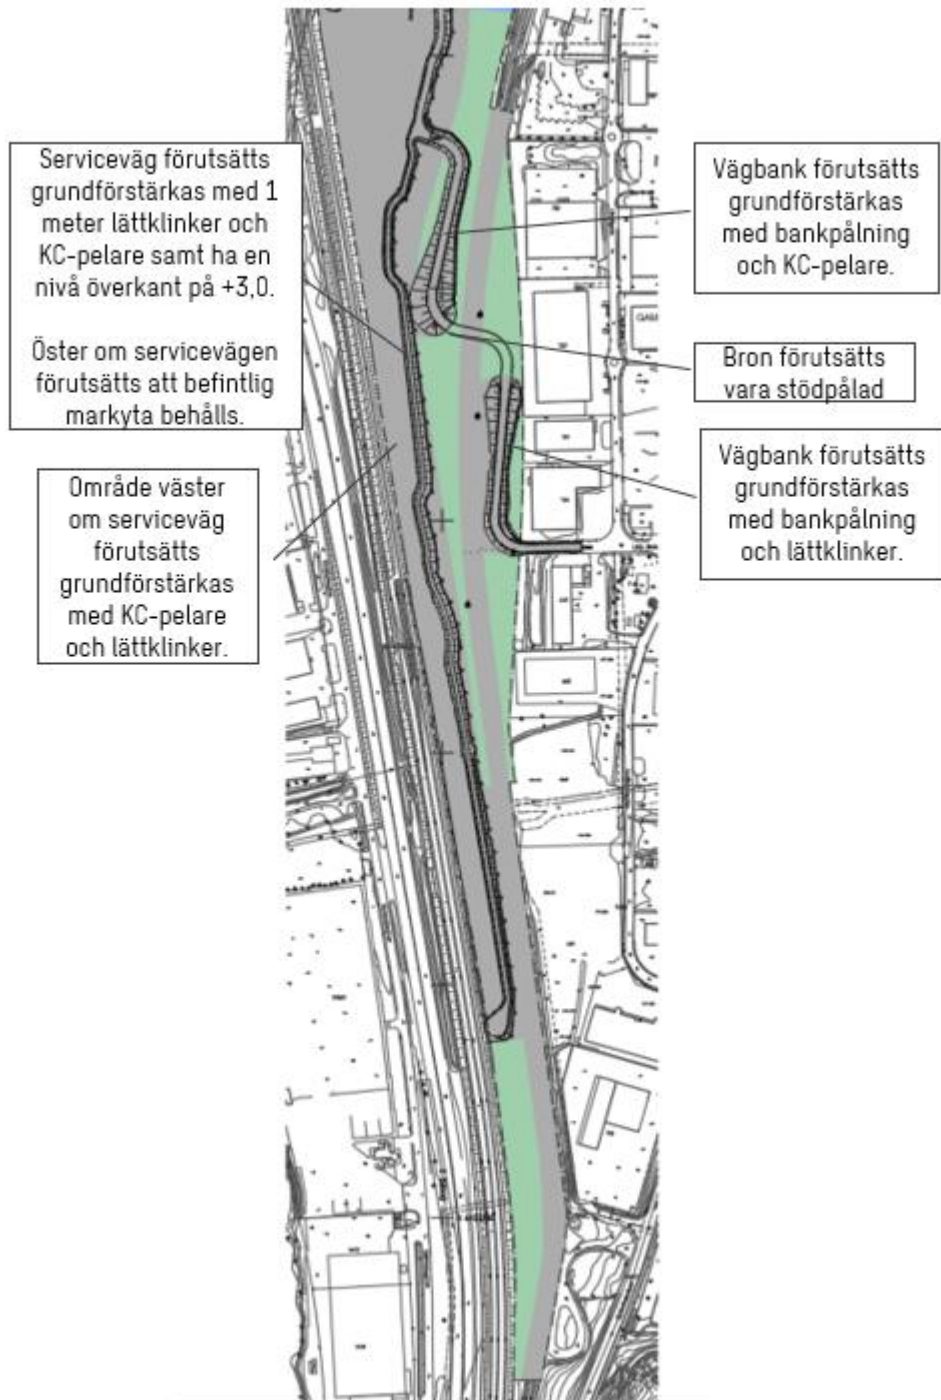 Serviceväg förutsätts
grundförstärkas med 1
meter lättklinker och
KC-pelare samt ha en
nivå överkant på +3,0.
Öster om servicevägen
förutsätts att befintlig
markyta behålls.
Område väster
om serviceväg
förutsätts
grundförstärkas
med KC-pelare
och lättklinker.
Vägbank förutsätts
grundförstärkas
med bankpålning
och KC-pelare.
Bron förutsätts
vara stödpålad
Vägbank förutsätts
grundförstärkas
med bankpålning
och lättklinker.